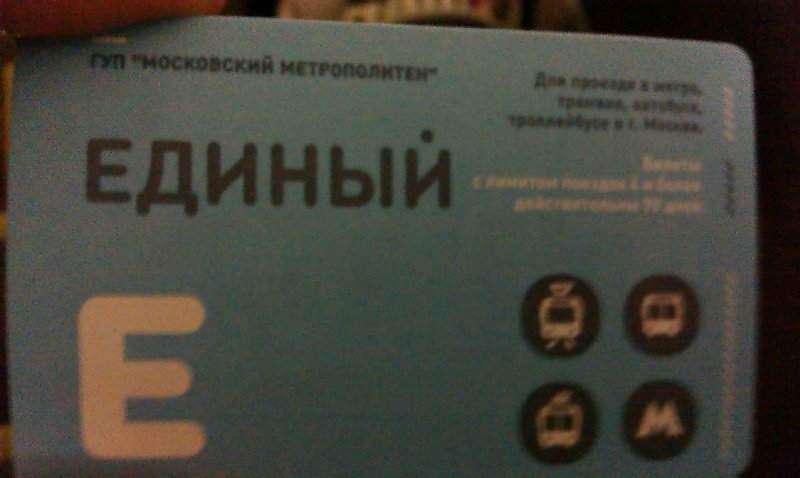 ГУП "МОСКОВСКИЙ МЕТРОПОЛИТЕН"
Для проезда в метро,
трамвае, автобусе,
троллейбусе в г. Москве.
ЕДИНЫЙ
Билеты
с лимитом поездок 6 и более
действительны 90 дней
Е